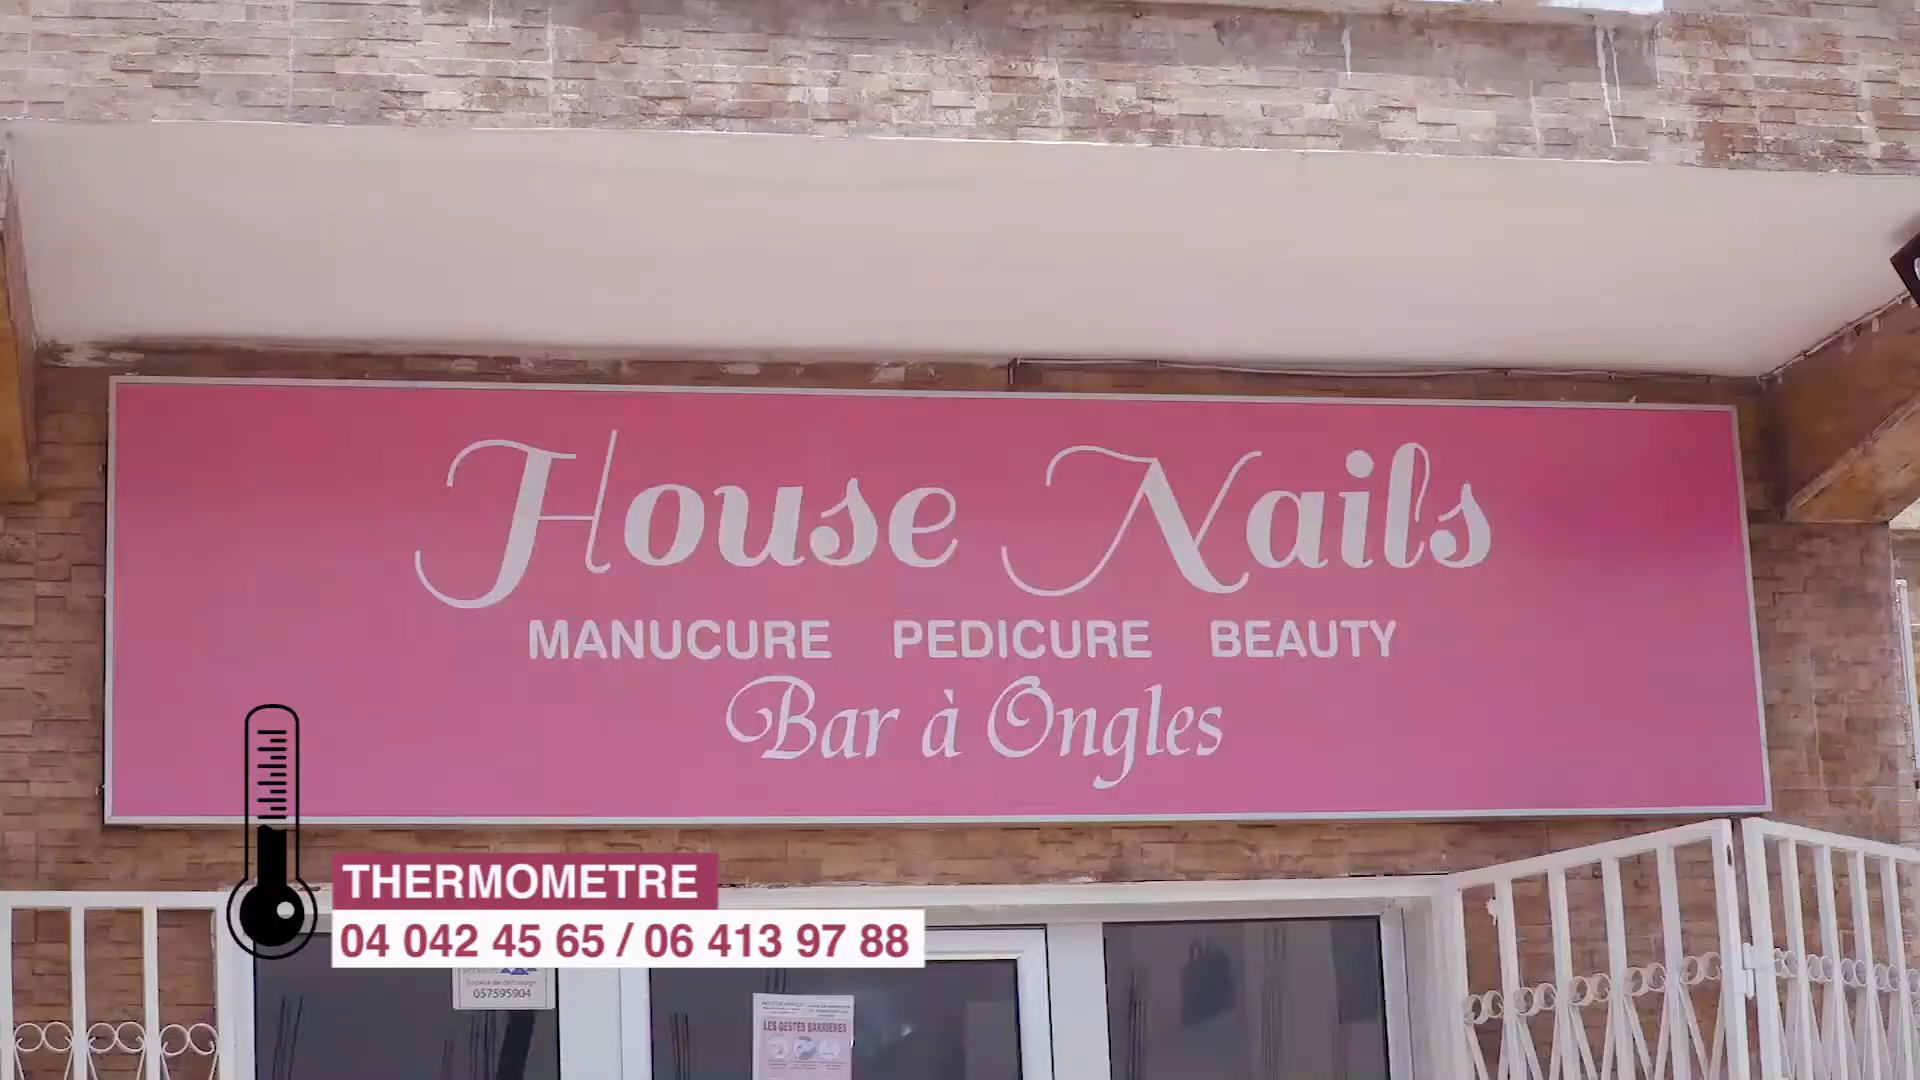 House Nails
MANUCURE PEDICURE BEAUTY
Bar à Ongles
THERMOMETRE
04 042 45 65 / 06 413 97 88
057595904
LES GESTES BARRIERES